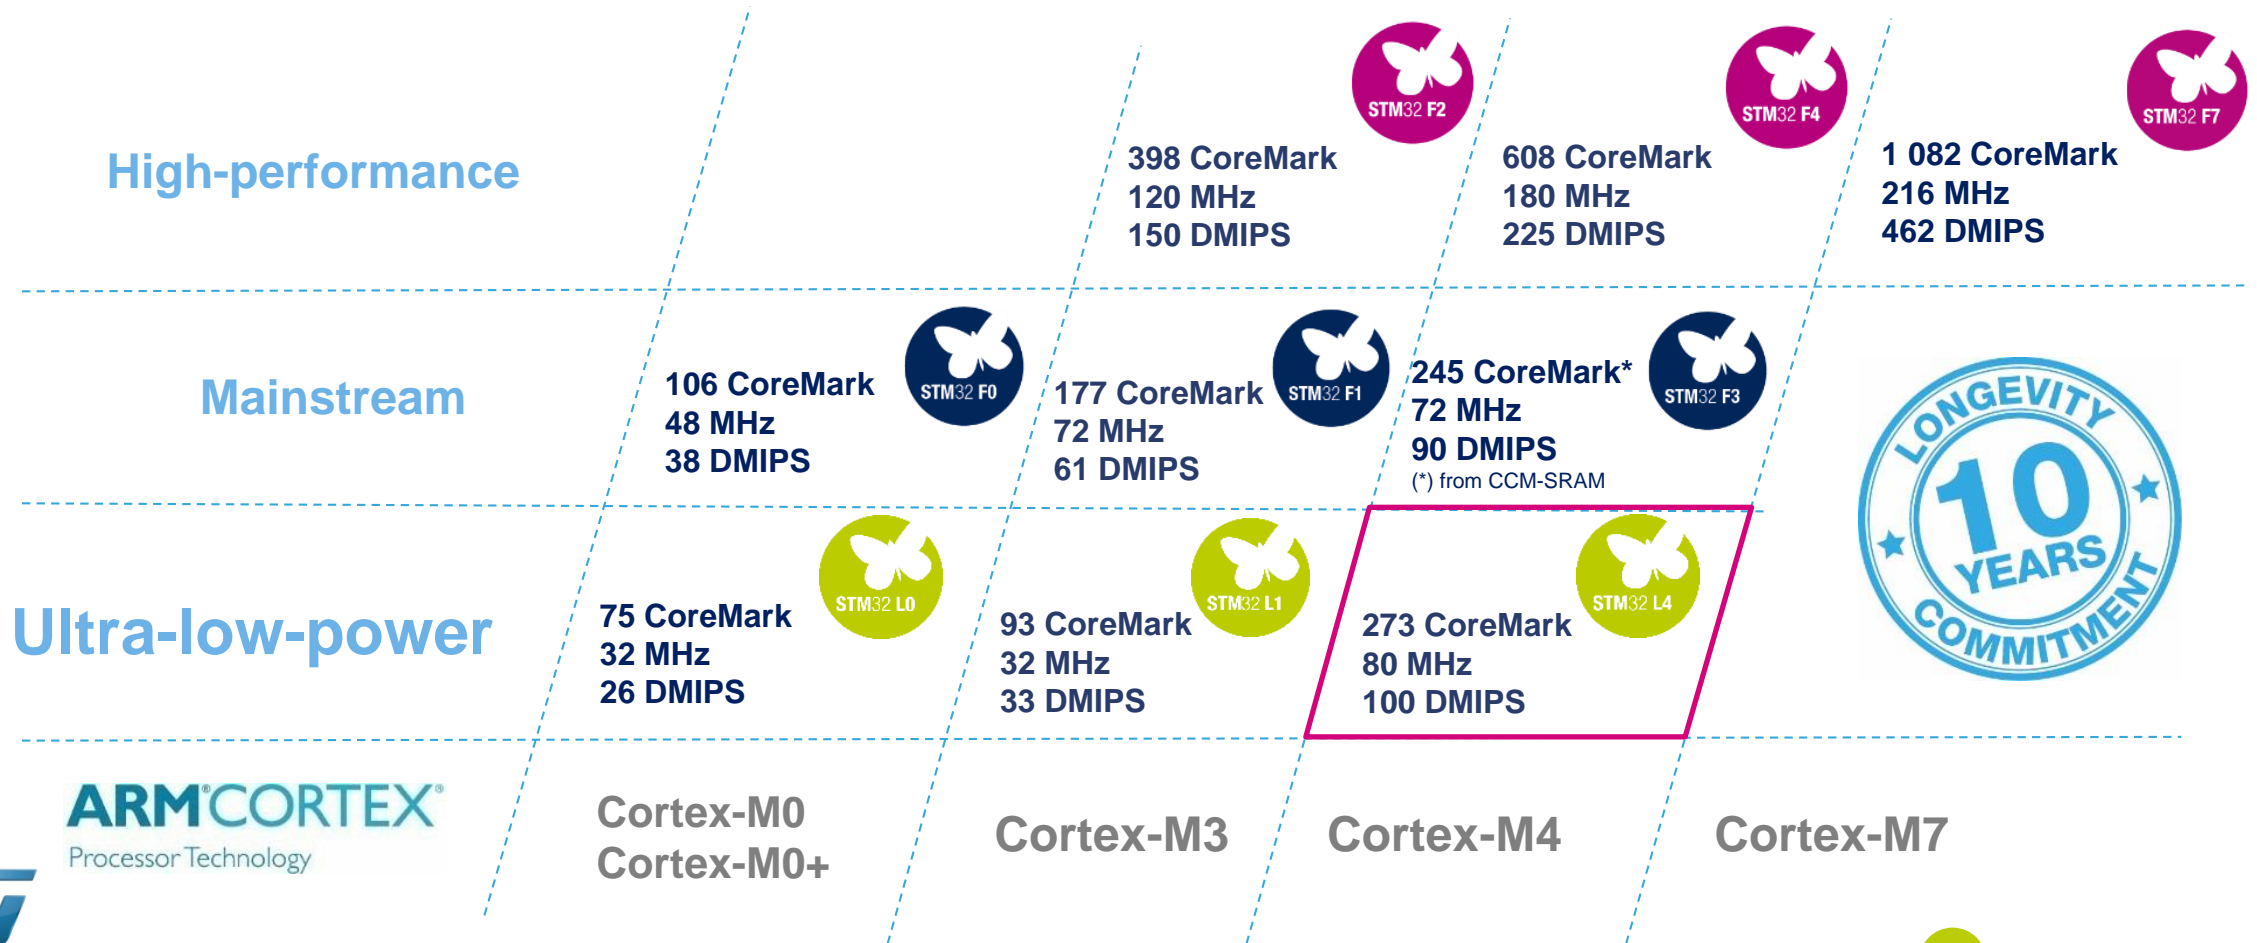 High-performance
398 CoreMark
120 MHz
150 DMIPS
STM32 F2
608 CoreMark
180 MHz
225 DMIPS
STM32 F4
1 082 CoreMark
216 MHz
462 DMIPS
STM32 F7
Mainstream
106 CoreMark
48 MHz
38 DMIPS
STM32 F0
177 CoreMark
72 MHz
61 DMIPS
STM32 F1
245 CoreMark*
72 MHz
90 DMIPS
(*) from CCM-SRAM
STM32 F3
LONGEVITY
10
YEARS
COMMITMENT
Ultra-low-power
75 CoreMark
32 MHz
26 DMIPS
STM32 L0
93 CoreMark
32 MHz
33 DMIPS
STM32 L1
273 CoreMark
80 MHz
100 DMIPS
STM32 L4
ARM®CORTEX®
Processor Technology
Cortex-M0
Cortex-M0+
Cortex-M3
Cortex-M4
Cortex-M7